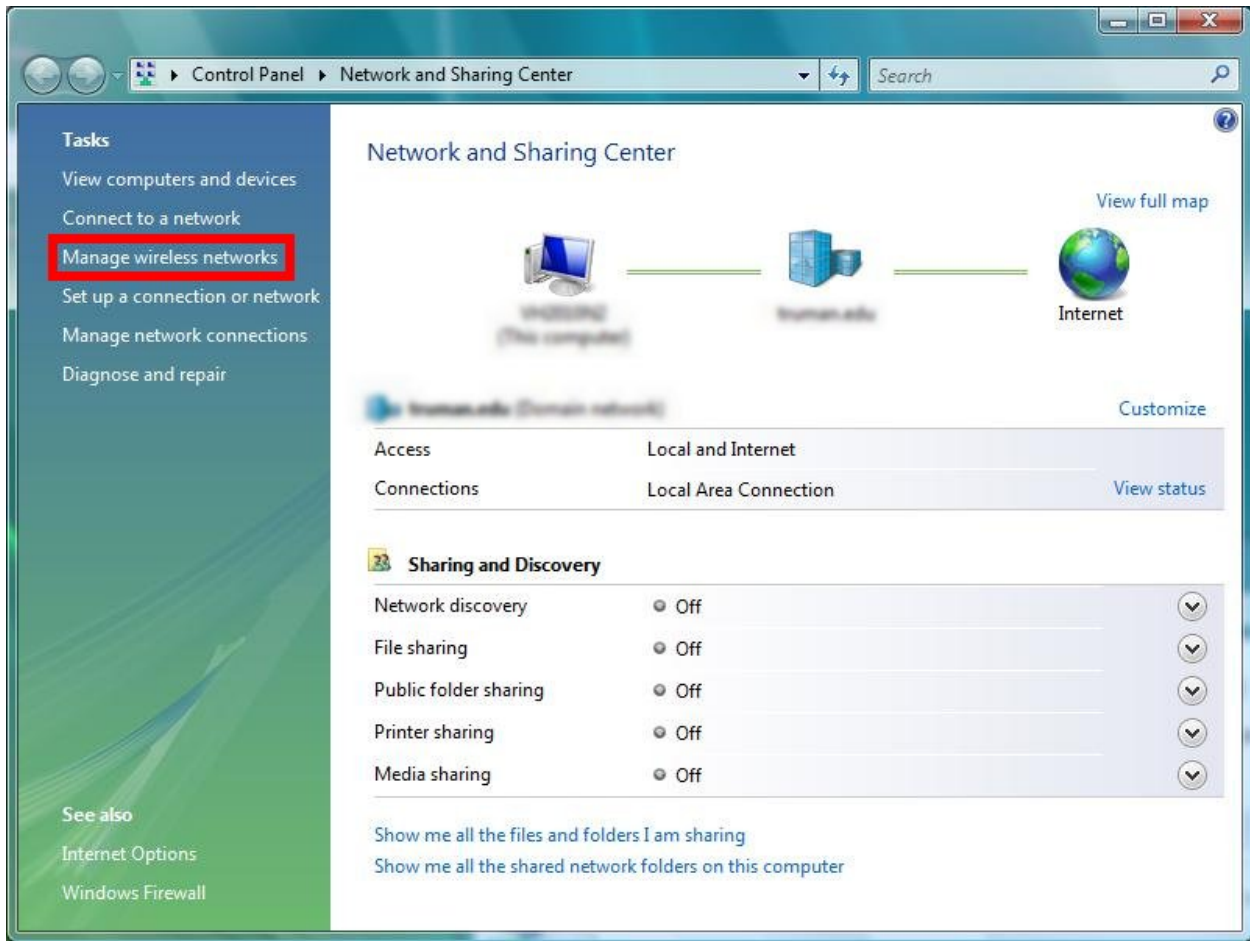 Control Panel Network and Sharing Center
Search
Tasks
View computers and devices
Connect to a network
Manage wireless networks
Set up a connection or network
Manage network connections
Diagnose and repair
See also
Internet Options
Windows Firewall
Network and Sharing Center
View full map
Internet
Customize
Access Local and Internet
Connections Local Area Connection View status
Sharing and Discovery
Network discovery Off
File sharing Off
Public folder sharing Off
Printer sharing Off
Media sharing Off
Show me all the files and folders I am sharing
Show me all the shared network folders on this computer